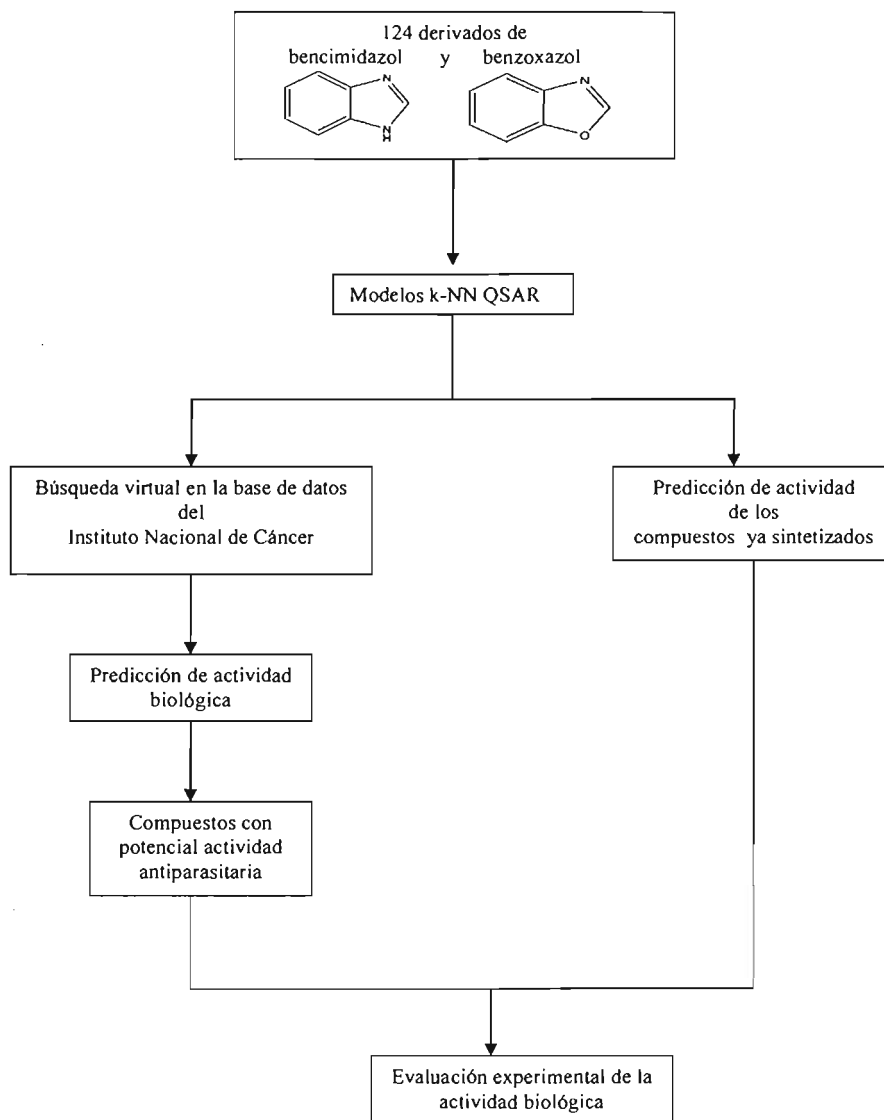 124 derivados de
bencimidazol y benzoxazol
N
N
H
N
O
Modelos k-NN QSAR
Búsqueda virtual en la base de datos
del
Instituto Nacional de Cáncer
Predicción de actividad
de los
compuestos ya sintetizados
Predicción de actividad
biológica
Compuestos con
potencial actividad
antiparasitaria
Evaluación experimental de la
actividad biológica